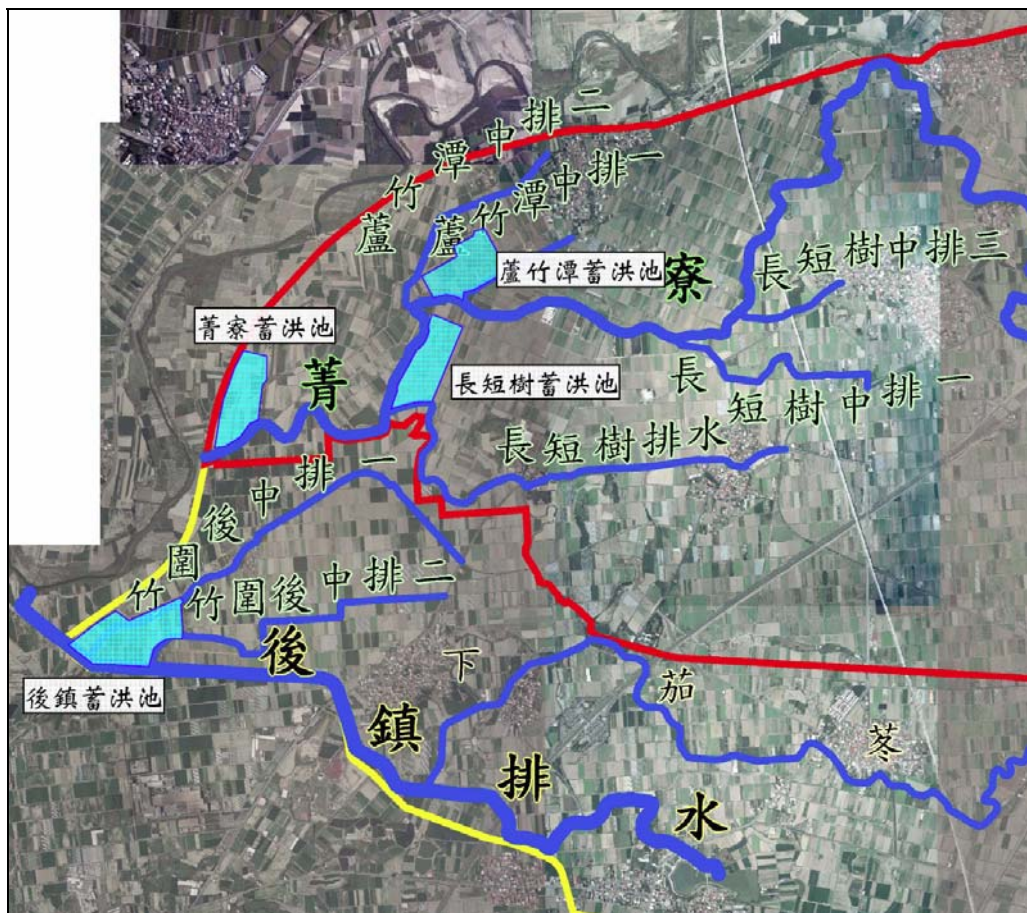 蘆竹潭中排二
蘆竹潭中排一
蘆竹潭蓄洪池
菁寮
長短樹中排三
菁寮蓄洪池
長短樹蓄洪池
長短樹中排一
長短樹排水
竹圍後中排一
竹圍後中排二
後鎮排水
後鎮蓄洪池
下茄苳